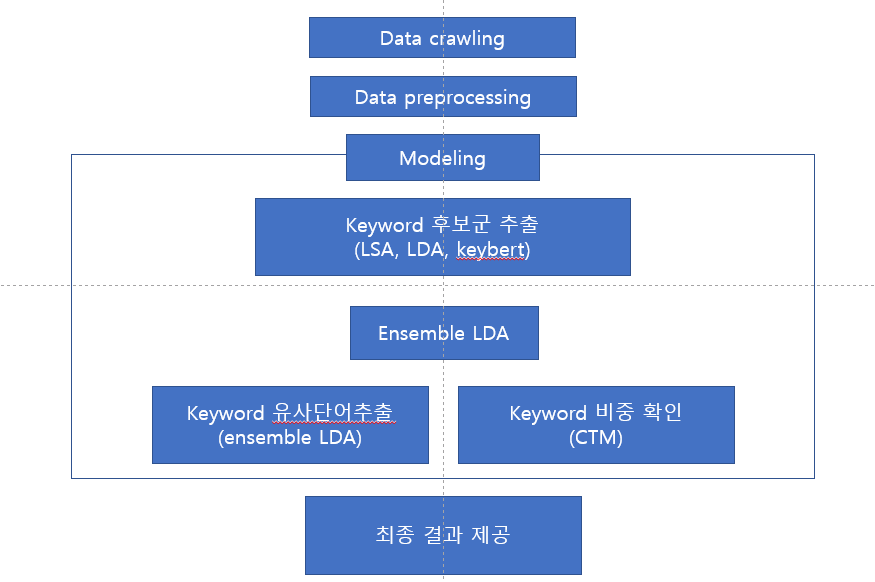 Data crawling
Data preprocessing
Modeling
Keyword 후보군 추출
(LSA, LDA, keybert)
Ensemble LDA
Keyword 유사단어추출
(ensemble LDA)
Keyword 비중 확인
(CTM)
최종 결과 제공